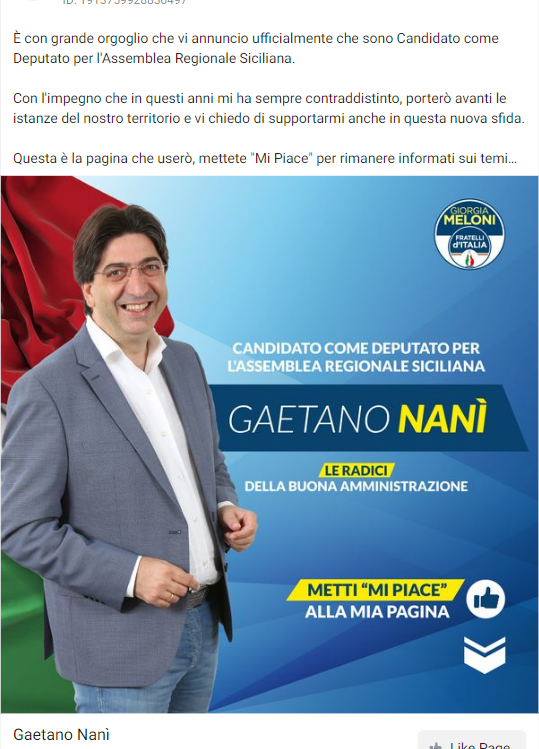 ID: 1913759928836497
È con grande orgoglio che vi annuncio ufficialmente che sono Candidato come
Deputato per l'Assemblea Regionale Siciliana.
Con l'impegno che in questi anni mi ha sempre contraddistinto, porterò avanti le
istanze del nostro territorio e vi chiedo di supportarmi anche in questa nuova sfida.
Questa è la pagina che userò, mettete "Mi Piace" per rimanere informati sui temi...
GIORGIA
MELONI
FRATELLI
d'ITALIA
CANDIDATO COME DEPUTATO PER
L'ASSEMBLEA REGIONALE SICILIANA
GAETANO NANÌ
LE RADICI
DELLA BUONA AMMINISTRAZIONE
METTI “MI PIACE”
ALLA MIA PAGINA
Gaetano Nanì
Like Page